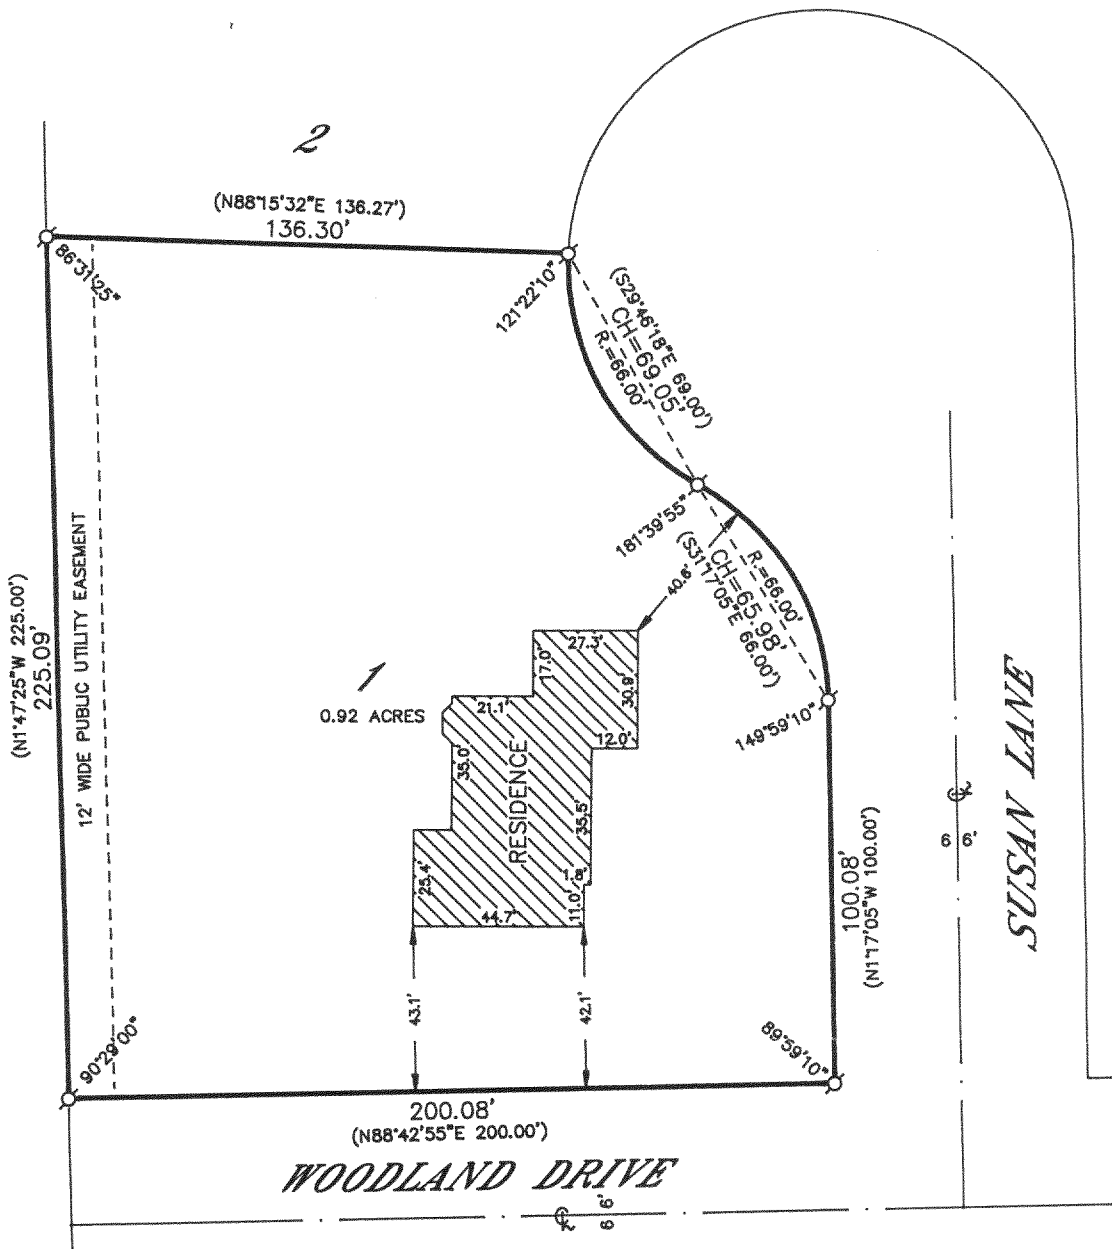 2
(N88°15'32"E 136.27')
136.30'
86°31'25"
121°22'10"
(S29°46'18"E 69.00')
CH=69.05'
R.=66.00'
181°39'55"
R.=66.00'
CH=65.98'
(S31°17'05"E 66.00')
40.6'
149°59'10"
(N1°47'25"W 225.00')
225.09'
12' WIDE PUBLIC UTILITY EASEMENT
1
0.92 ACRES
27.3'
17.0'
30.9'
21.1'
12.0'
35.0'
RESIDENCE
35.5'
25.4'
1.8'
11.0'
44.7'
43.1'
42.1'
100.08'
(N1°17'05"W 100.00')
66'
SUSAN LANE
90°29'00"
89°59'10"
200.08'
(N88°42'55"E 200.00')
WOODLAND DRIVE
66'